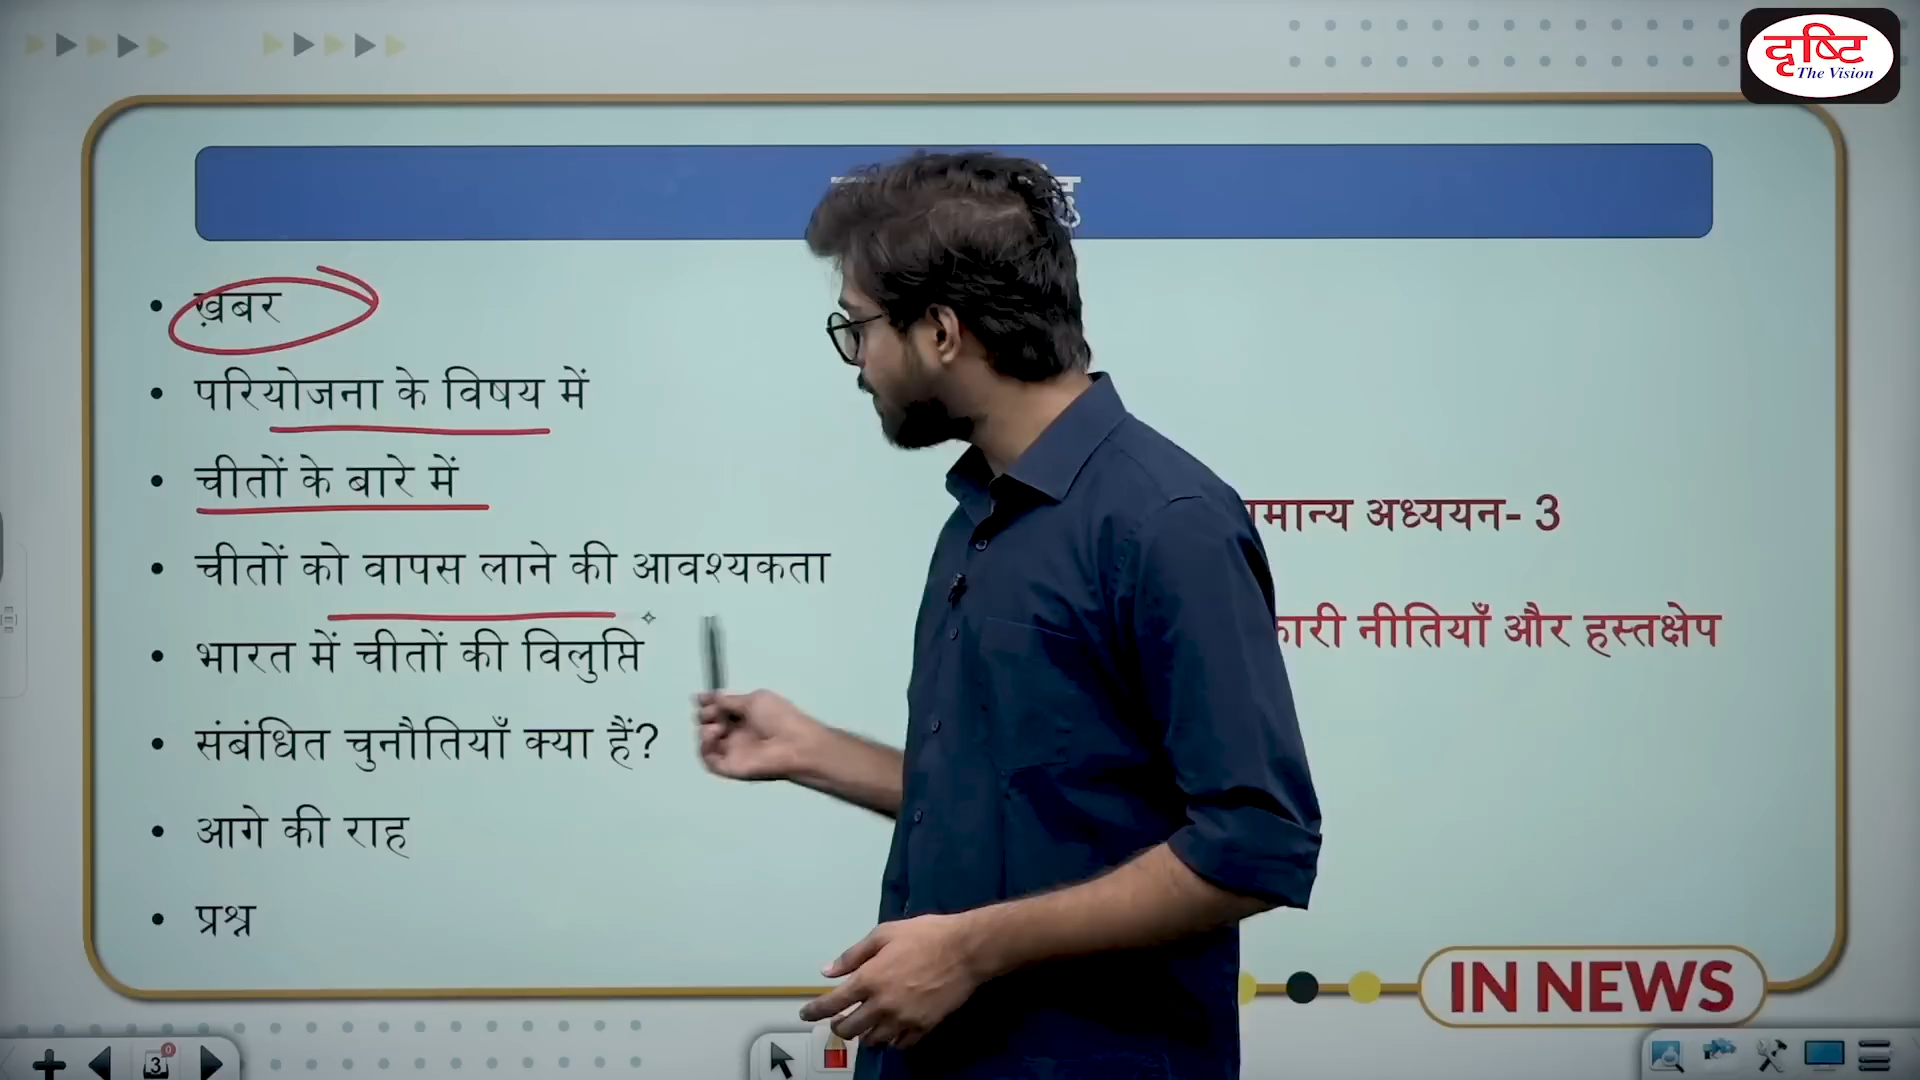 दृष्टि
The Vision
ख़बर
परियोजना के विषय में
चीतों के बारे में
चीतों को वापस लाने की आवश्यकता
भारत में चीतों की विलुप्ति
संबंधित चुनौतियाँ क्या हैं?
आगे की राह
प्रश्न
अध्ययन- 3
नीतियाँ और हस्तक्षेप
IN NEWS
3
0